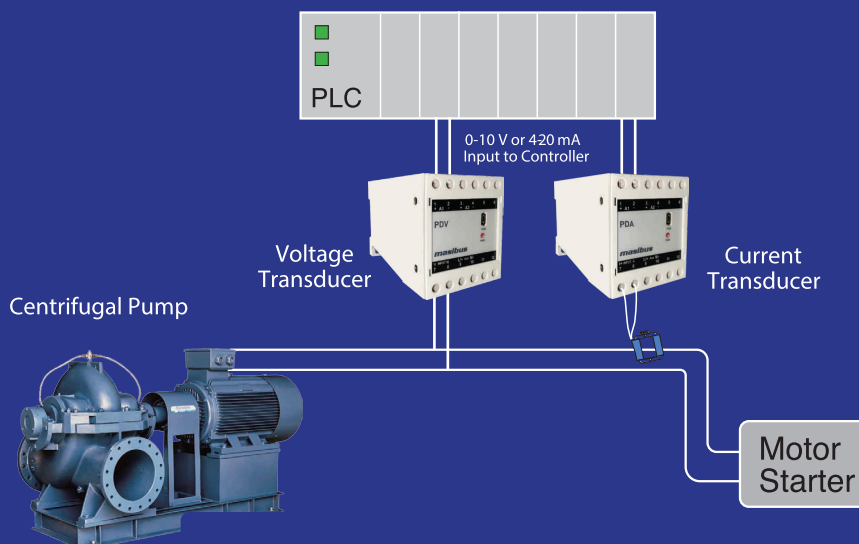 PLC
0-10 V or 4-20 mA
Input to Controller
PDV
masibus
PDA
masibus
Voltage
Transducer
Current
Transducer
Centrifugal Pump
Motor
Starter